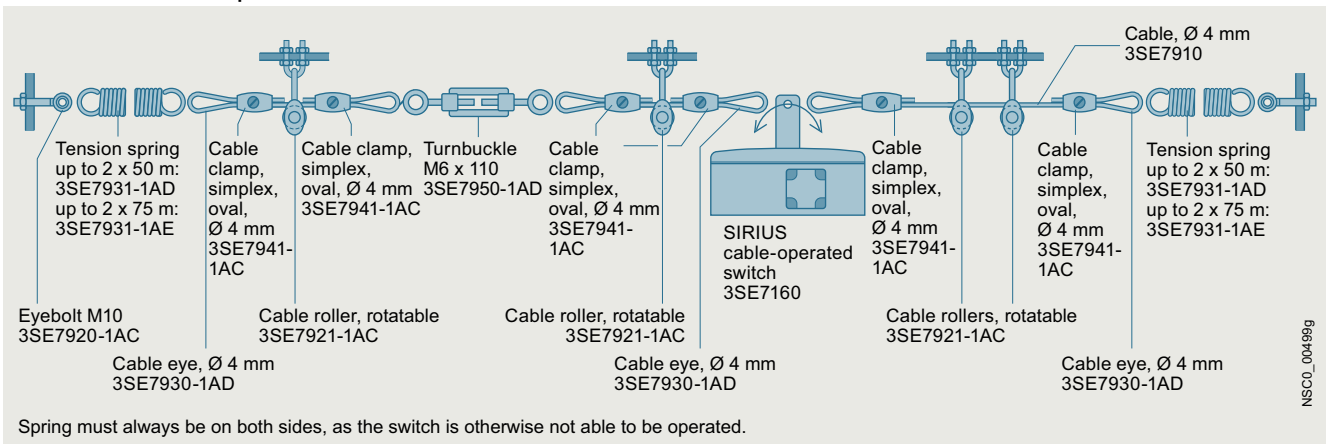 Cable, Ø 4 mm
3SE7910
Tension spring
up to 2 x 50 m:
3SE7931-1AD
up to 2 x 75 m:
3SE7931-1AE
Cable
clamp,
simplex,
oval,
Ø 4 mm
3SE7941-
1AC
Cable clamp,
simplex,
oval, Ø 4 mm
3SE7941-1AC
Turnbuckle
M6 x 110
3SE7950-1AD
Cable
clamp,
simplex,
oval, Ø 4 mm
3SE7941-
1AC
SIRIUS
cable-operated
switch
3SE7160
Cable
clamp,
simplex,
oval,
Ø 4 mm
3SE7941-
1AC
Cable
clamp,
simplex,
oval,
Ø 4 mm
3SE7941-
1AC
Tension spring
up to 2 x 50 m:
3SE7931-1AD
up to 2 x 75 m:
3SE7931-1AE
Eyebolt M10
3SE7920-1AC
Cable roller, rotatable
3SE7921-1AC
Cable roller, rotatable
3SE7921-1AC
Cable rollers, rotatable
3SE7921-1AC
Cable eye, Ø 4 mm
3SE7930-1AD
Cable eye, Ø 4 mm
3SE7930-1AD
Cable eye, Ø 4 mm
3SE7930-1AD
NSC0_00499g
Spring must always be on both sides, as the switch is otherwise not able to be operated.